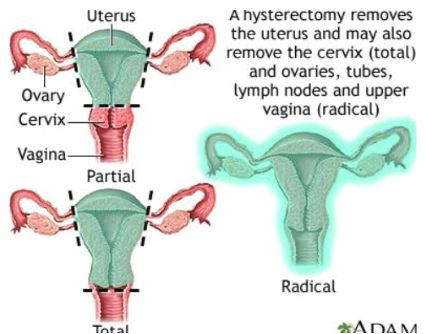 Uterus
A hysterectomy removes
the uterus and may also
remove the cervix (total)
and ovaries, tubes,
lymph nodes and upper
vagina (radical)
Ovary
Cervix
Vagina
Partial
Radical
Total
ADAM